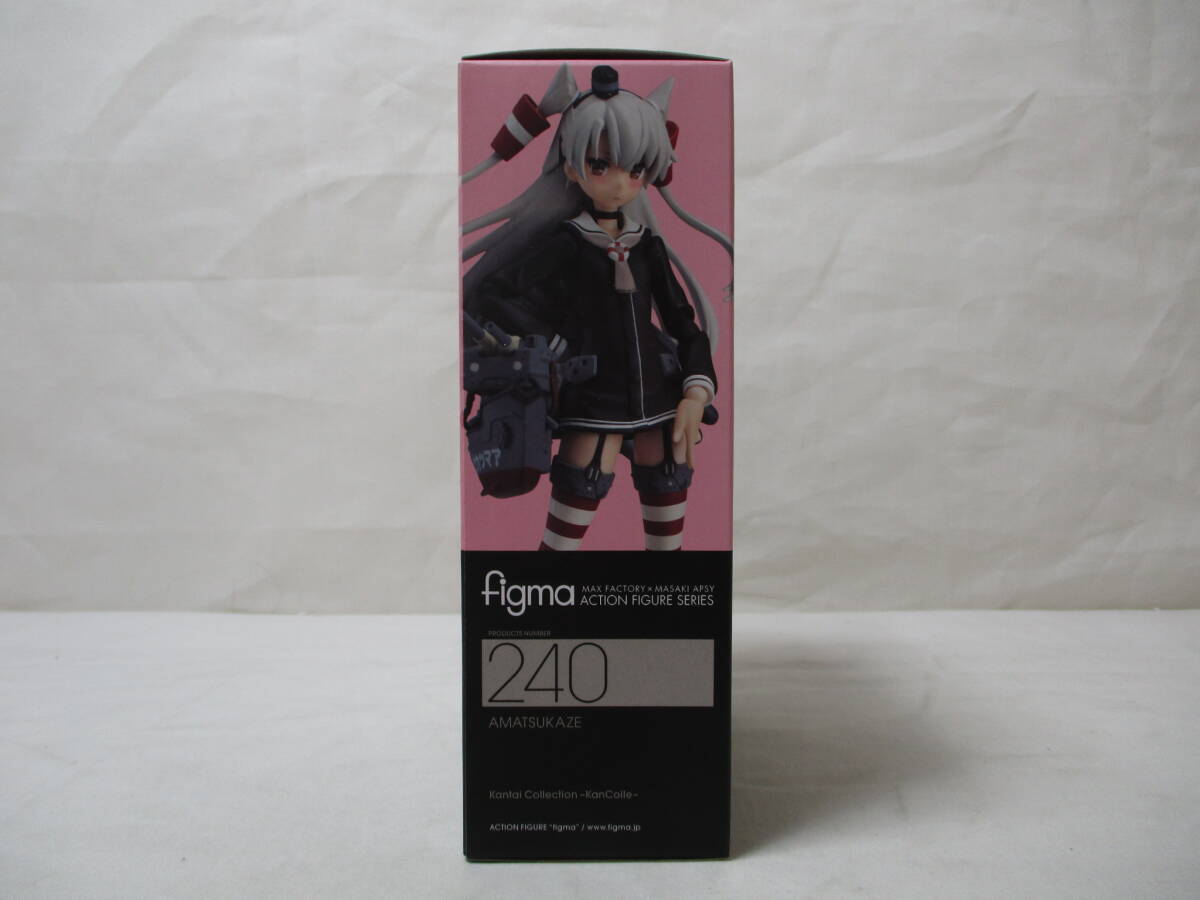 figma
MAX FACTORY × MASAKI APSY
ACTION FIGURE SERIES
PRODUCTS NUMBER
240
AMATSUKAZE
Kantai Collection ~KanColle~
ACTION FIGURE "figma" / www.figma.jp